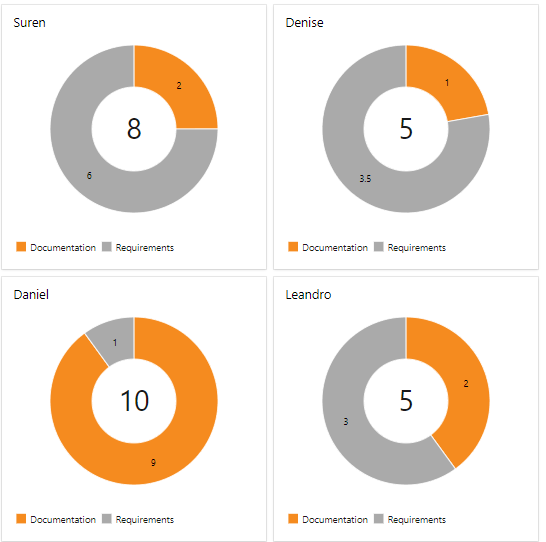 Suren
2
8
6
Documentation Requirements
Denise
1
5
3.5
Documentation Requirements
Daniel
1
10
9
Documentation Requirements
Leandro
2
5
3
Documentation Requirements